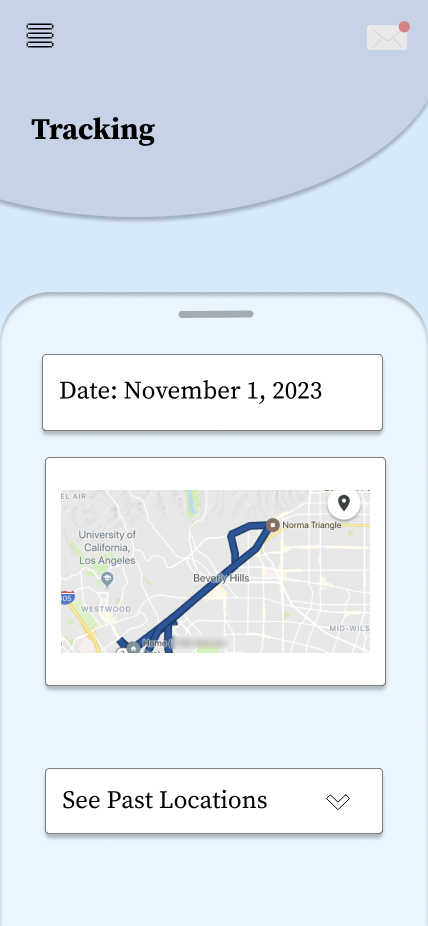 Tracking
Date: November 1, 2023
EL AIR
Norma Triangle
University of
California,
Los Angeles
Beverly Hills
405
WESTWOOD
MID-WILS
Home
See Past Locations